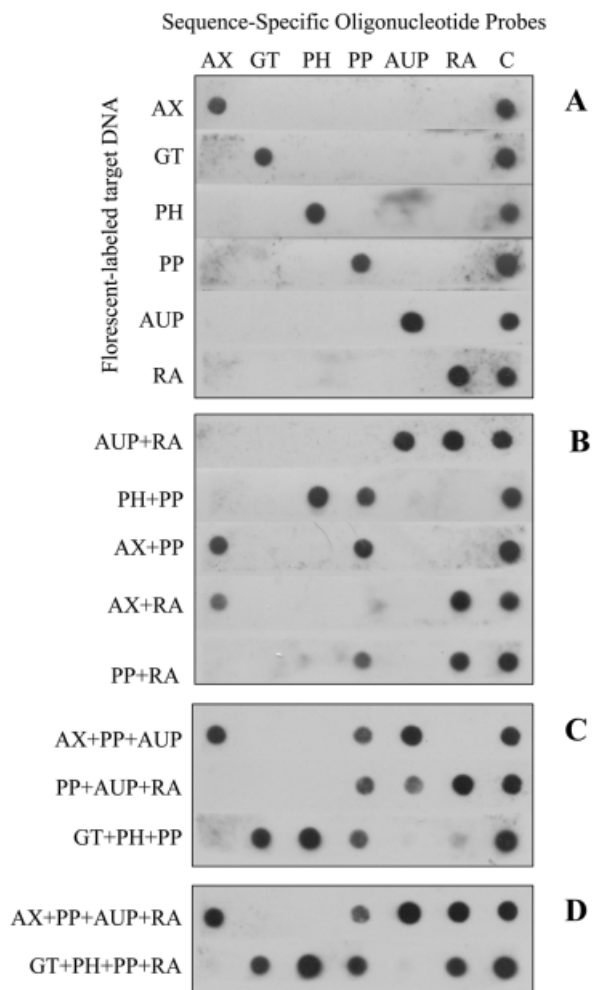 Sequence-Specific Oligonucleotide Probes
AX GT PH PP AUP RA C
Florescent-labeled target DNA
AX
A
GT
PH
PP
AUP
RA
AUP+RA
B
PH+PP
AX+PP
AX+RA
PP+RA
AX+PP+AUP
C
PP+AUP+RA
GT+PH+PP
AX+PP+AUP+RA
D
GT+PH+PP+RA